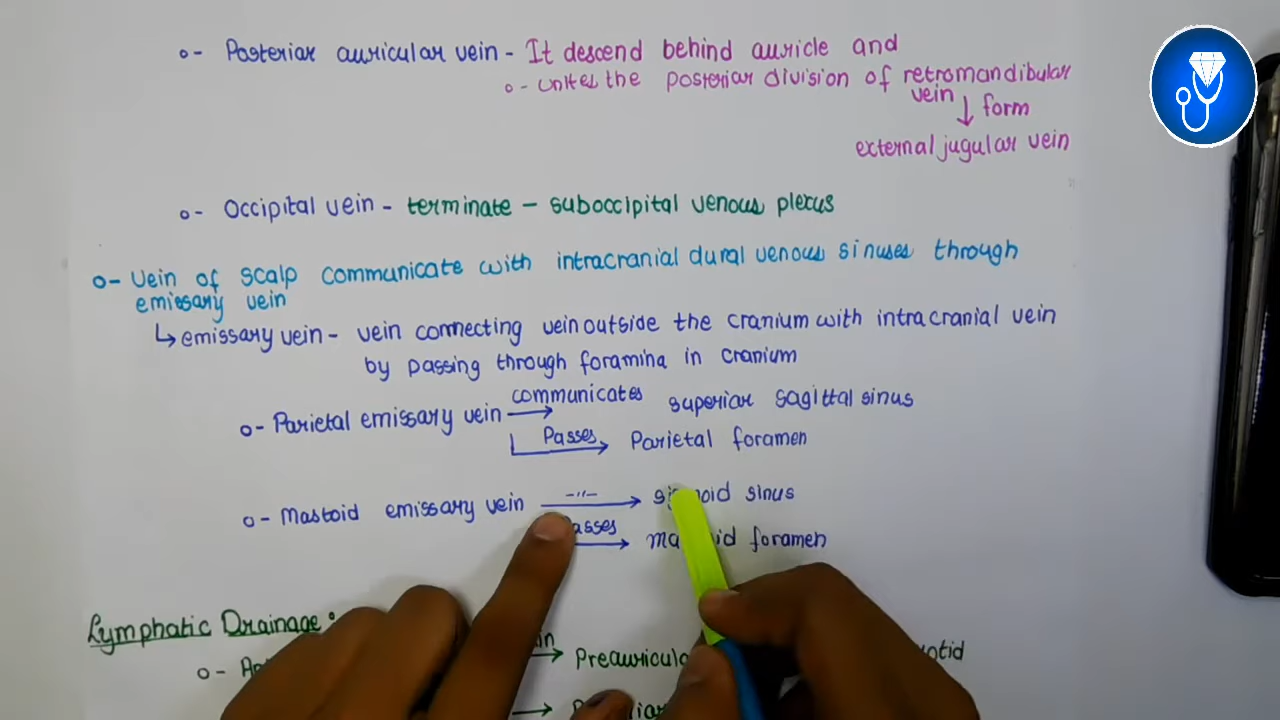 o- Posterior auricular vein - It descend behind auricle and
o- unites the posterior division of retromandibular
vein ↓ form
external jugular vein
o- Occipital vein - terminate - suboccipital venous plexus
o- Vein of scalp communicate with intracranial dural venous sinuses through
emissary vein
↳ emissary vein - vein connecting vein outside the cranium with intracranial vein
by passing through foramina in cranium
o- Parietal emissary vein → communicates superior sagittal sinus
Passes → Parietal foramen
o- Mastoid emissary vein -"- → sinus
→ foramen
Lymphatic Drainage:
o- →
→